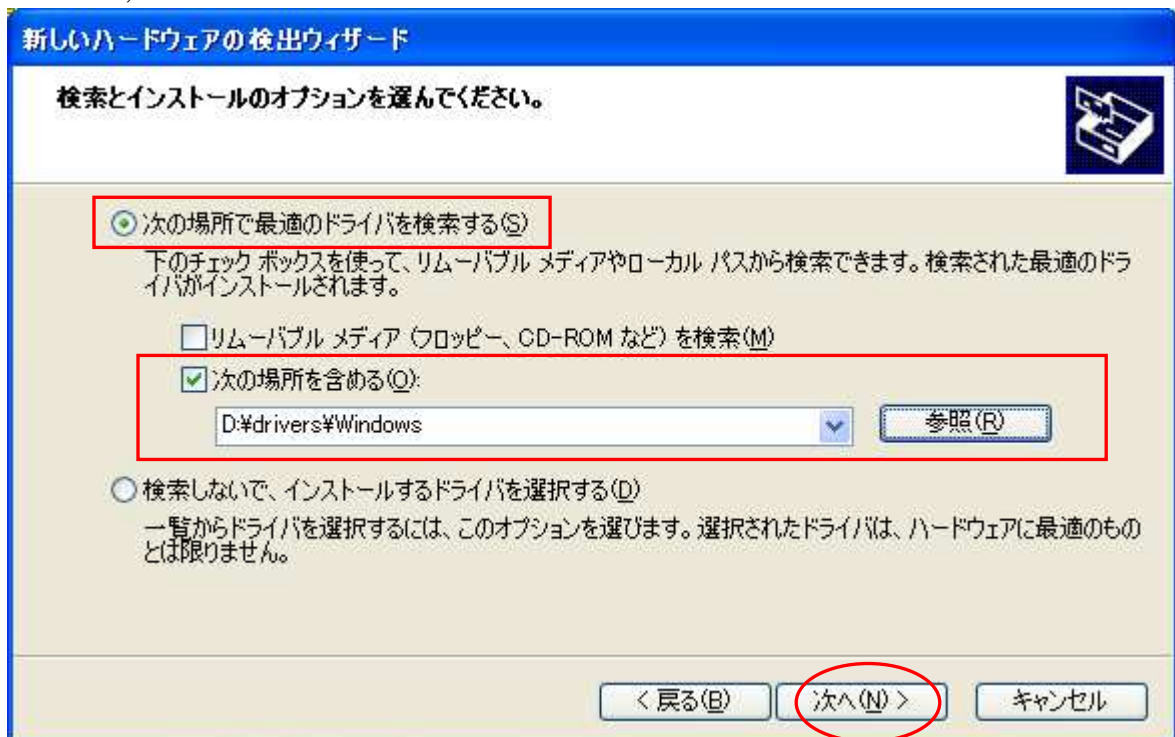 新しいハードウェアの検出ウィザード
検索とインストールのオプションを選んでください。
次の場所で最適のドライバを検索する(S)
下のチェック ボックスを使って、リムーバブル メディアやローカル パスから検索できます。検索された最適のドラ
イバがインストールされます。
リムーバブル メディア (フロッピー、CD-ROM など) を検索(M)
次の場所を含める(O):
D:¥drivers¥Windows
参照(R)
検索しないで、インストールするドライバを選択する(D)
一覧からドライバを選択するには、このオプションを選びます。選択されたドライバは、ハードウェアに最適のもの
とは限りません。
< 戻る(B) 次へ(N) > キャンセル